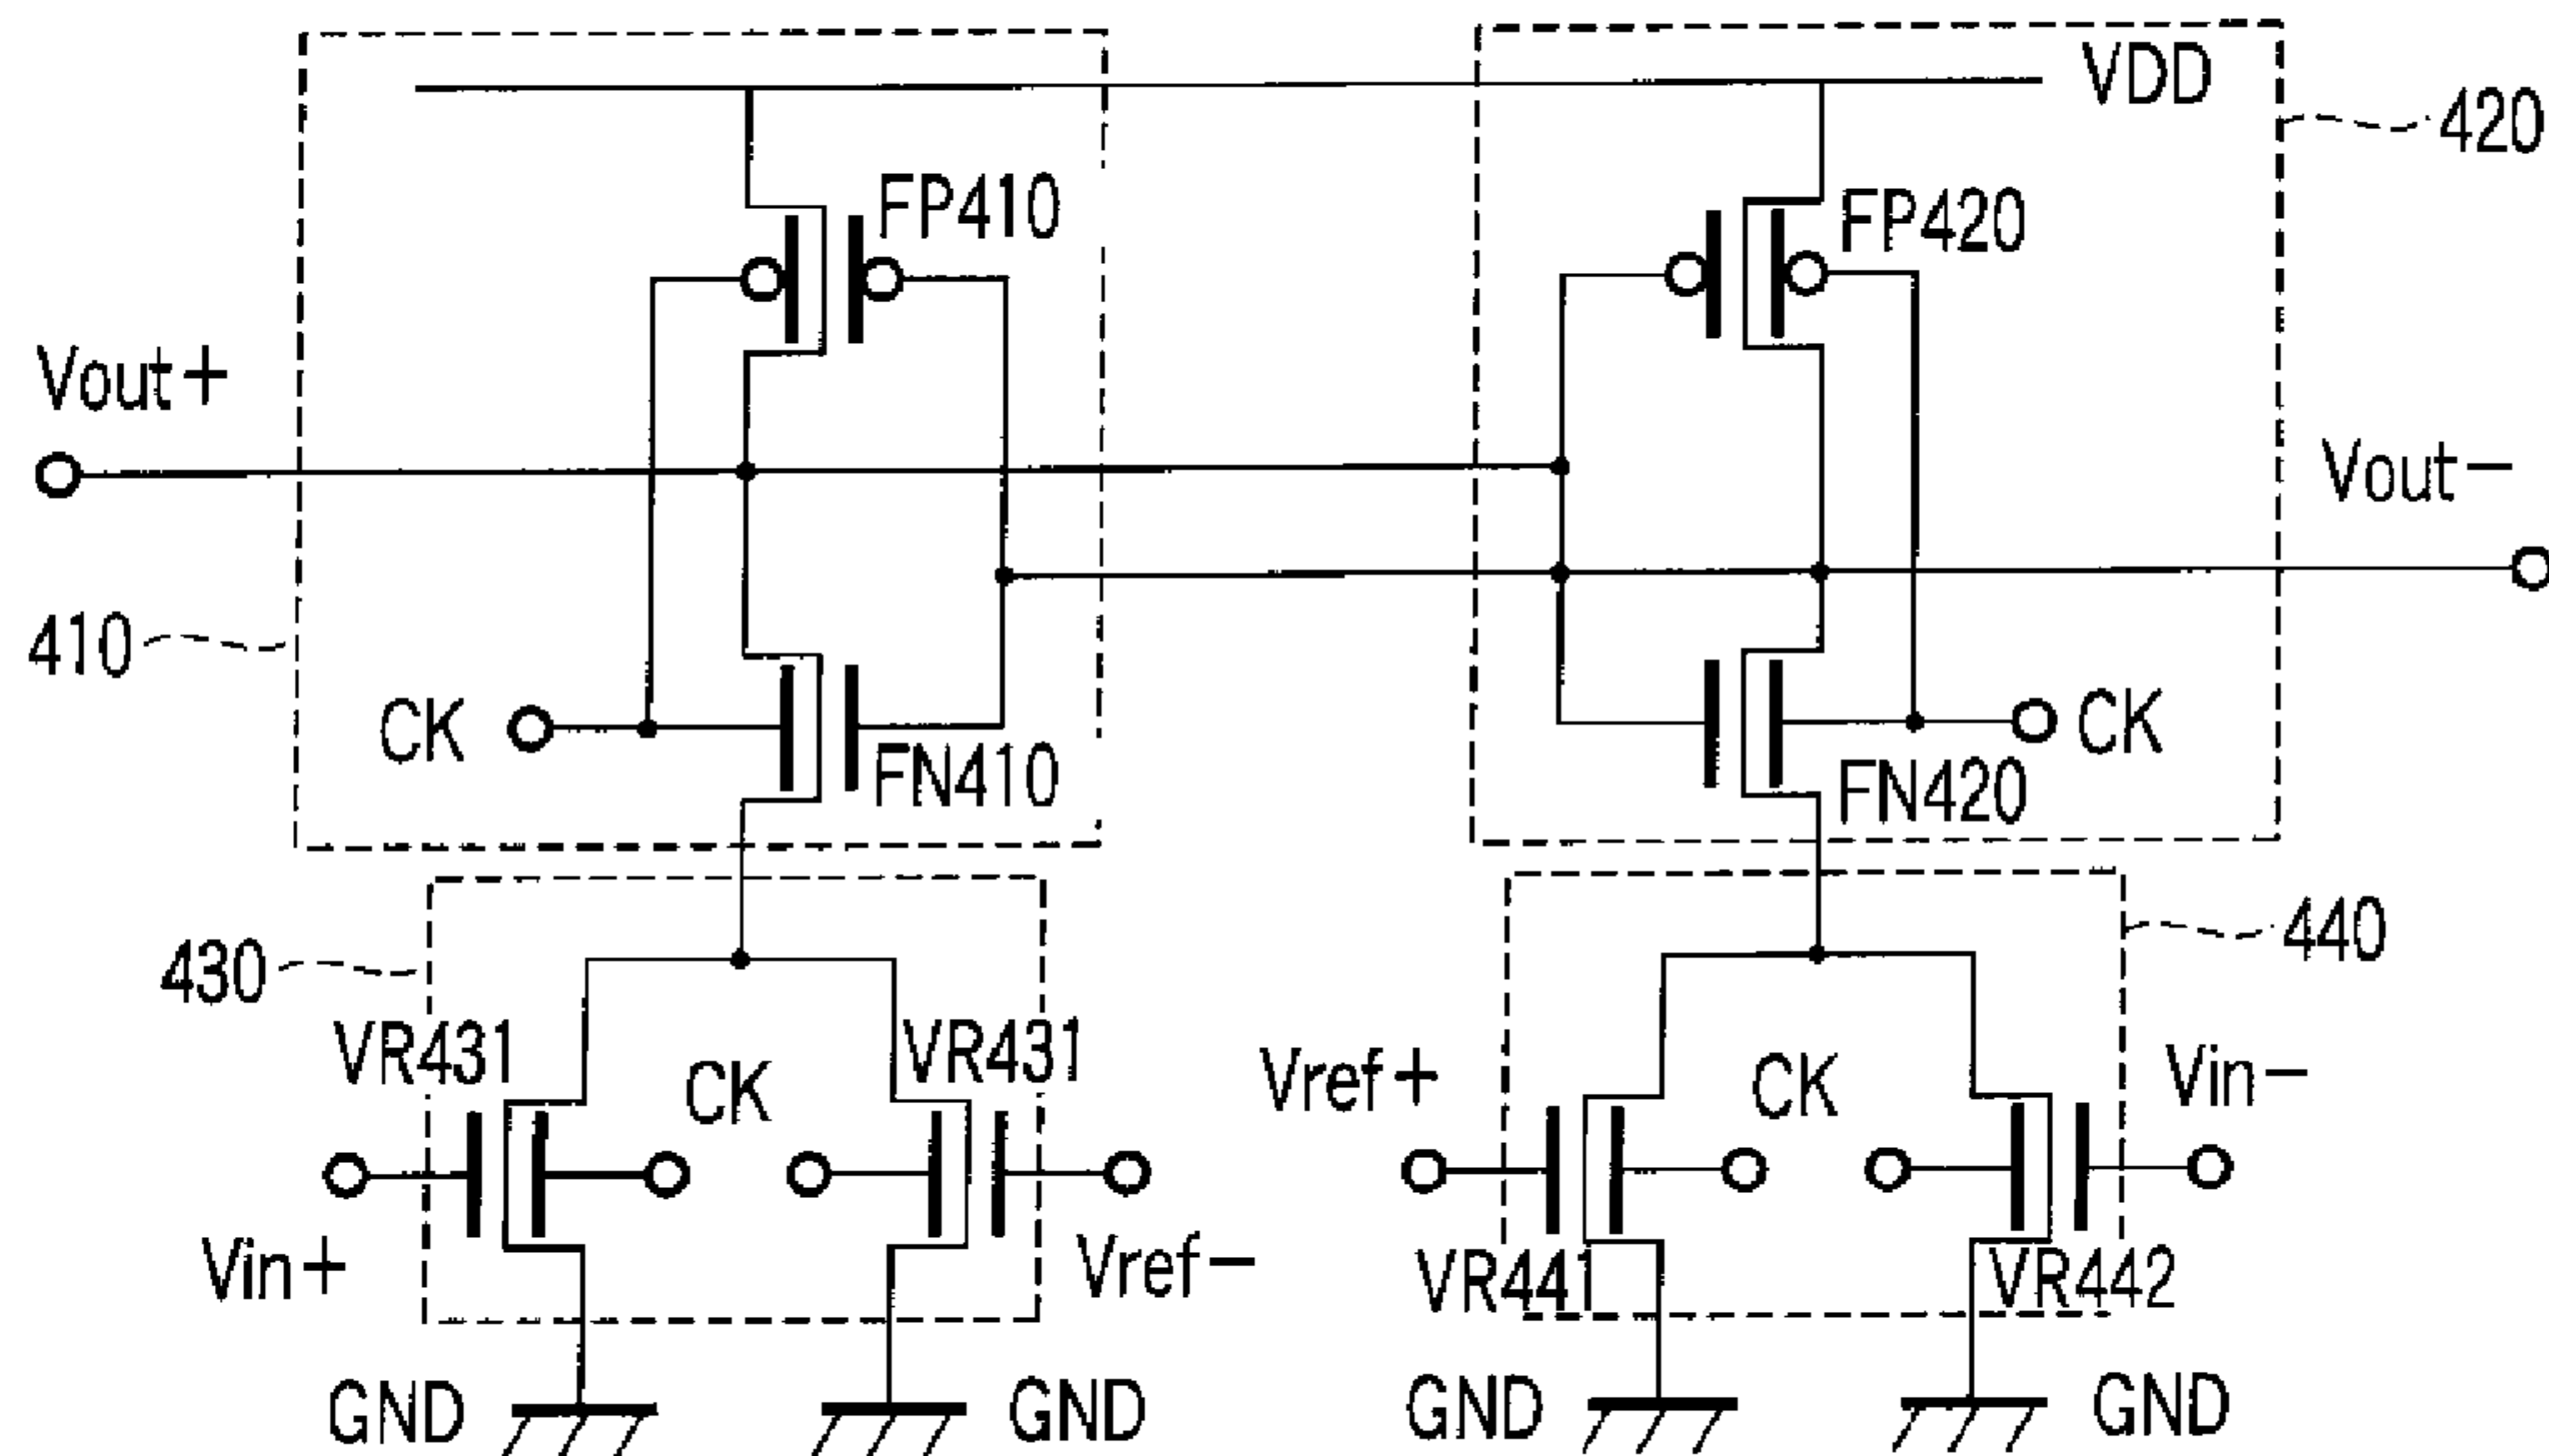 VDD
420
FP410
FP420
Vout+
Vout-
410
CK
FN410
FN420
CK
430
440
VR431
CK
VR431
Vref+
CK
Vin-
Vin+
Vref-
VR441
VR442
GND
GND
GND
GND